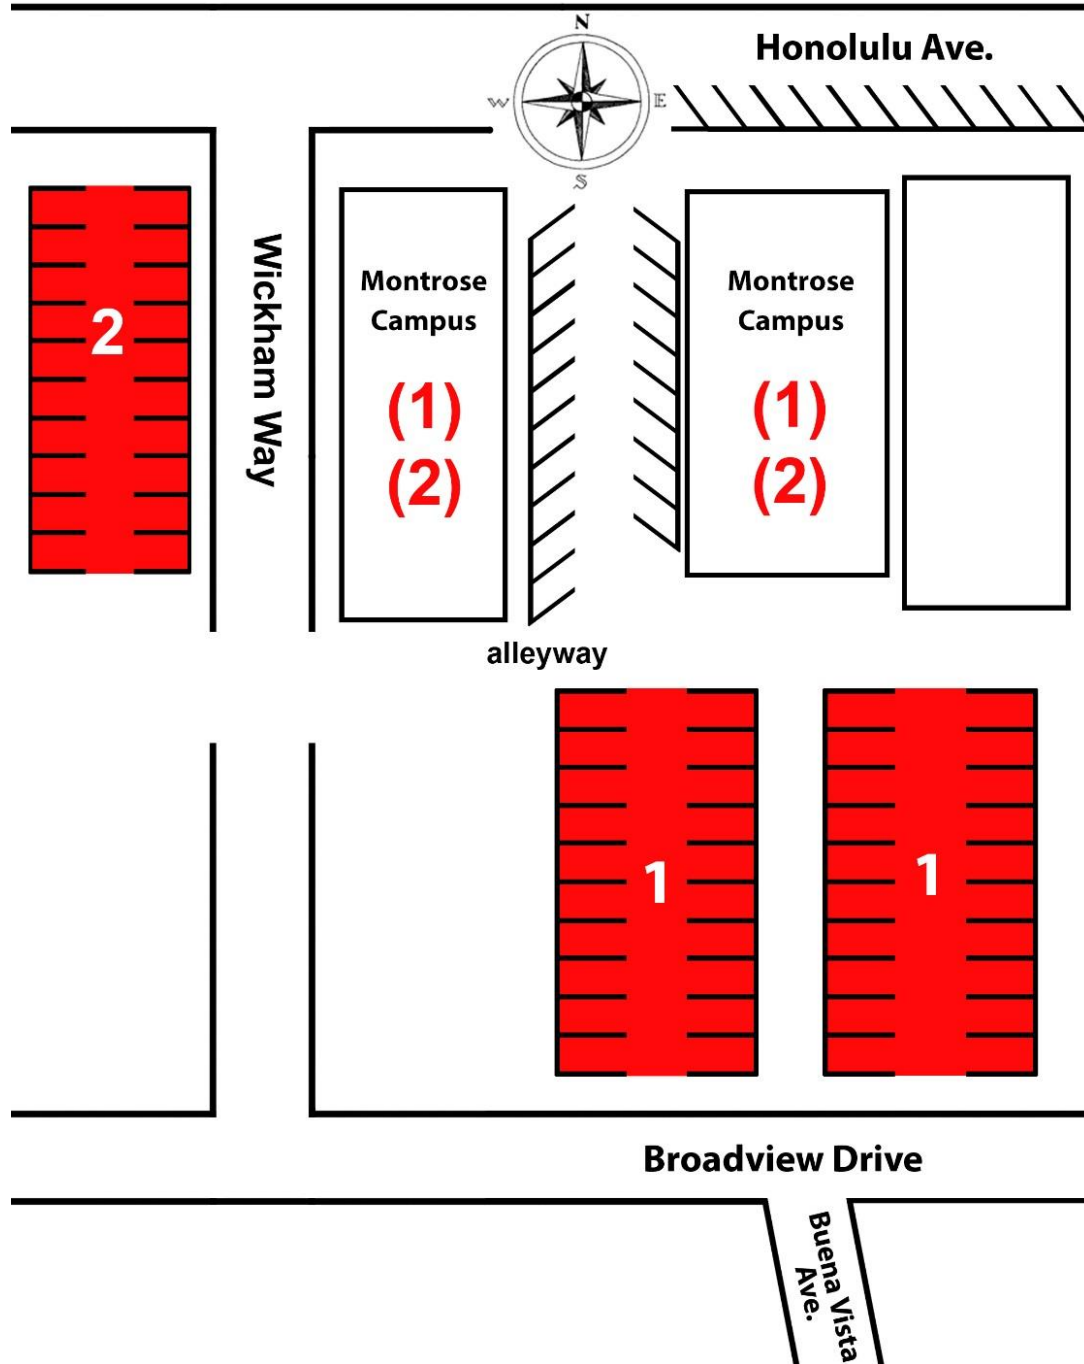 N
Honolulu Ave.
W
E
S
Wickham Way
Montrose
Campus
(1)
(2)
Montrose
Campus
(1)
(2)
2
alleyway
1
1
Broadview Drive
Buena Vista
Ave.